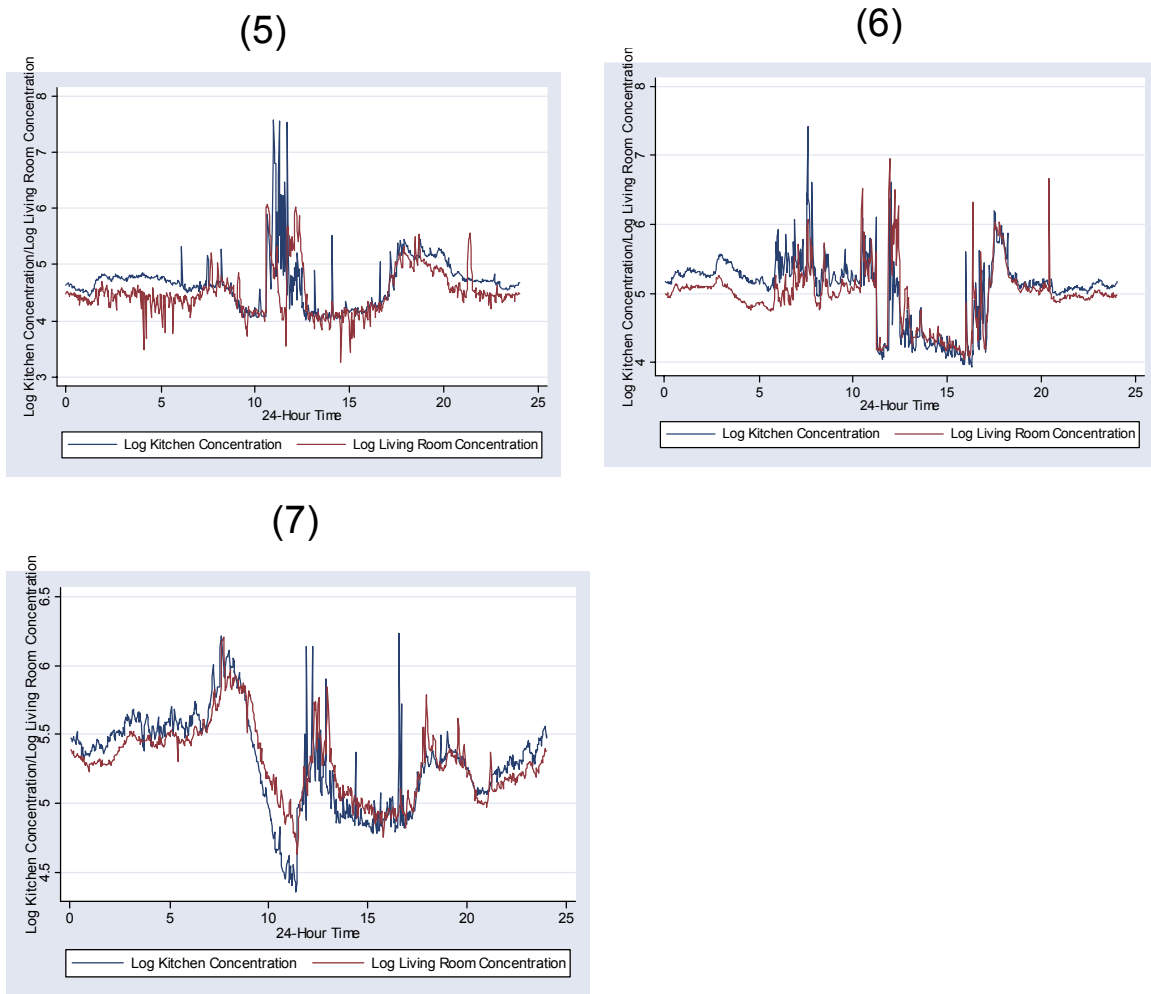 (5)
Log Kitchen Concentration/Log Living Room Concentration
8
7
6
5
4
3
0 5 10 15 20 25
24-Hour Time
Log Kitchen Concentration Log Living Room Concentration
(6)
Log Kitchen Concentration/Log Living Room Concentration
8
7
6
5
4
0 5 10 15 20 25
24-Hour Time
Log Kitchen Concentration Log Living Room Concentration
(7)
Log Kitchen Concentration/Log Living Room Concentration
6.5
6
5.5
5
4.5
0 5 10 15 20 25
24-Hour Time
Log Kitchen Concentration Log Living Room Concentration